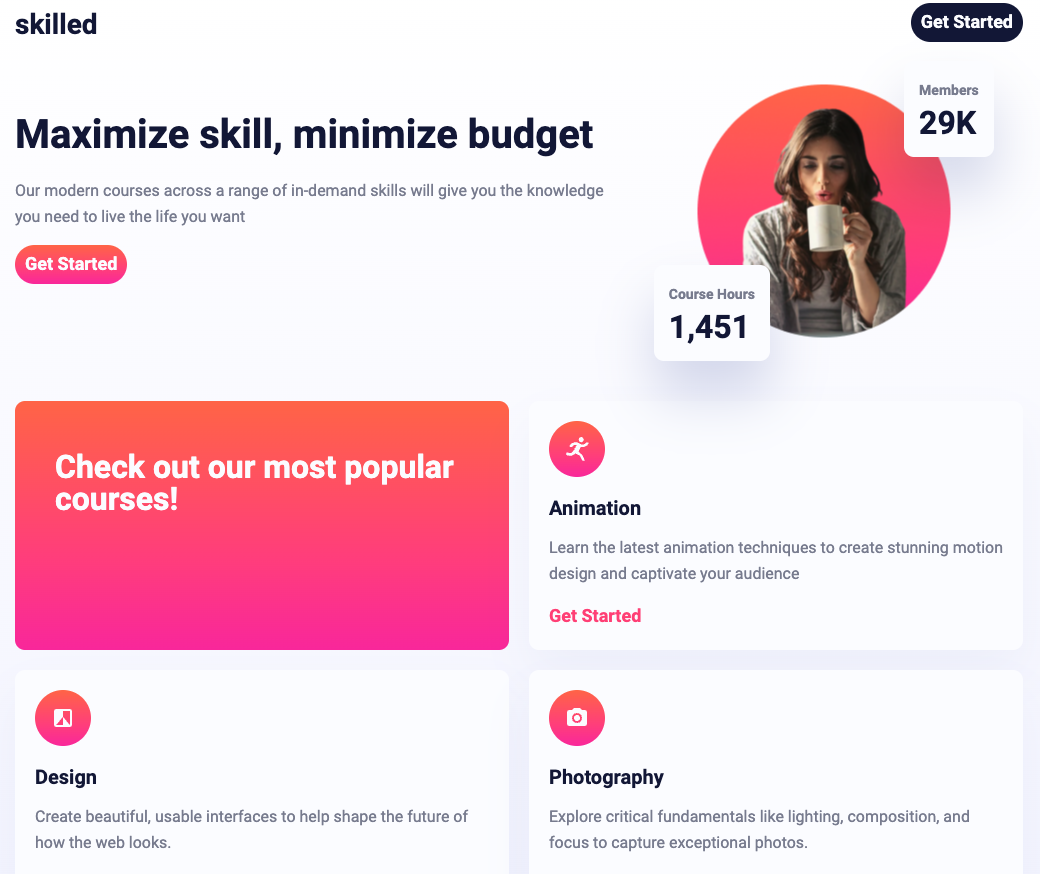 skilled
Get Started
Members
29K
Maximize skill, minimize budget
Our modern courses across a range of in-demand skills will give you the knowledge
you need to live the life you want
Get Started
Course Hours
1,451
Check out our most popular
courses!
Animation
Learn the latest animation techniques to create stunning motion
design and captivate your audience
Get Started
Design
Create beautiful, usable interfaces to help shape the future of
how the web looks.
Photography
Explore critical fundamentals like lighting, composition, and
focus to capture exceptional photos.